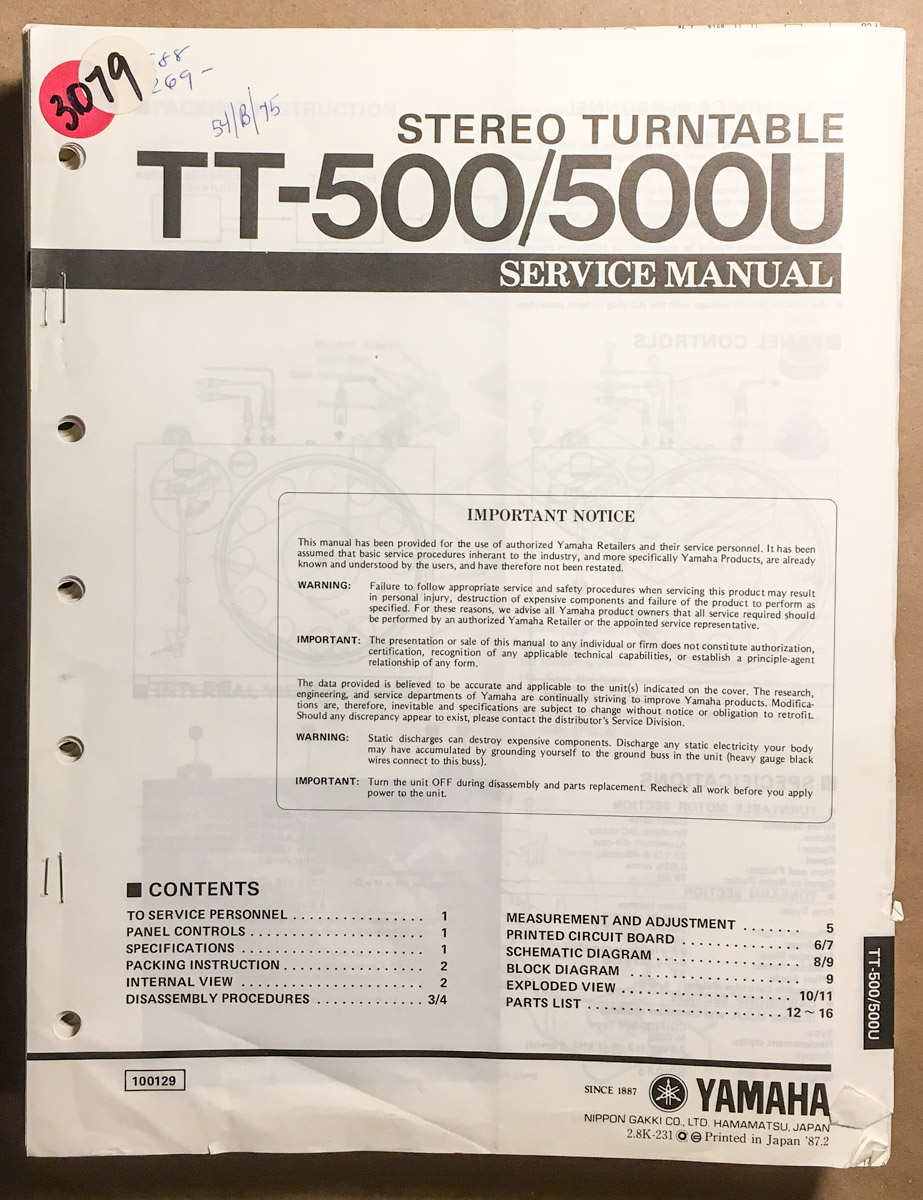 3079
269-
54/B/75
STEREO TURNTABLE
TT-500/500U
SERVICE MANUAL
PANEL CONTROLS
IMPORTANT NOTICE
This manual has been provided for the use of authorized Yamaha Retailers and their service personnel. It has been
assumed that basic service procedures inherant to the industry, and more specifically Yamaha Products, are already
known and understood by the users, and have therefore not been restated.
WARNING: Failure to follow appropriate service and safety procedures when servicing this product may result
in personal injury, destruction of expensive components and failure of the product to perform as
specified. For these reasons, we advise all Yamaha product owners that all service required should
be performed by an authorized Yamaha Retailer or the appointed service representative.
IMPORTANT: The presentation or sale of this manual to any individual or firm does not constitute authorization,
certification, recognition of any applicable technical capabilities, or establish a principle-agent
relationship of any form.
The data provided is believed to be accurate and applicable to the unit(s) indicated on the cover. The research,
engineering, and service departments of Yamaha are continually striving to improve Yamaha products. Modifica-
tions are, therefore, inevitable and specifications are subject to change without notice or obligation to retrofit.
Should any discrepancy appear to exist, please contact the distributor's Service Division.
WARNING: Static discharges can destroy expensive components. Discharge any static electricity your body
may have accumulated by grounding yourself to the ground buss in the unit (heavy gauge black
wires connect to this buss).
IMPORTANT: Turn the unit OFF during disassembly and parts replacement. Recheck all work before you apply
power to the unit.
SPECIFICATIONS
■ CONTENTS
TO SERVICE PERSONNEL . . . . . . . . . . . . . . . . 1
PANEL CONTROLS . . . . . . . . . . . . . . . . . . . . . 1
SPECIFICATIONS . . . . . . . . . . . . . . . . . . . . . . 1
PACKING INSTRUCTION . . . . . . . . . . . . . . . . . 2
INTERNAL VIEW . . . . . . . . . . . . . . . . . . . . . . 2
DISASSEMBLY PROCEDURES . . . . . . . . . . . . . 3/4
MEASUREMENT AND ADJUSTMENT . . . . . . . 5
PRINTED CIRCUIT BOARD . . . . . . . . . . . . . . 6/7
SCHEMATIC DIAGRAM . . . . . . . . . . . . . . . . . 8/9
BLOCK DIAGRAM . . . . . . . . . . . . . . . . . . . . . 9
EXPLODED VIEW . . . . . . . . . . . . . . . . . . . . 10/11
PARTS LIST . . . . . . . . . . . . . . . . . . . . . . . 12 ~ 16
TT-500/500U
100129
SINCE 1887 YAMAHA
NIPPON GAKKI CO., LTD. HAMAMATSU, JAPAN
2.8K-231 Printed in Japan '87.2